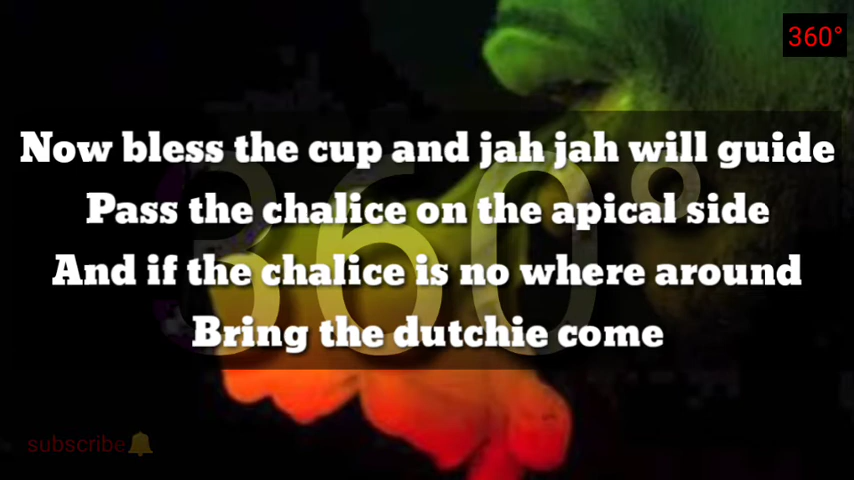 360°
Now bless the cup and jah jah will guide
Pass the chalice on the apical side
And if the chalice is no where around
Bring the dutchie come
360°
subscribe